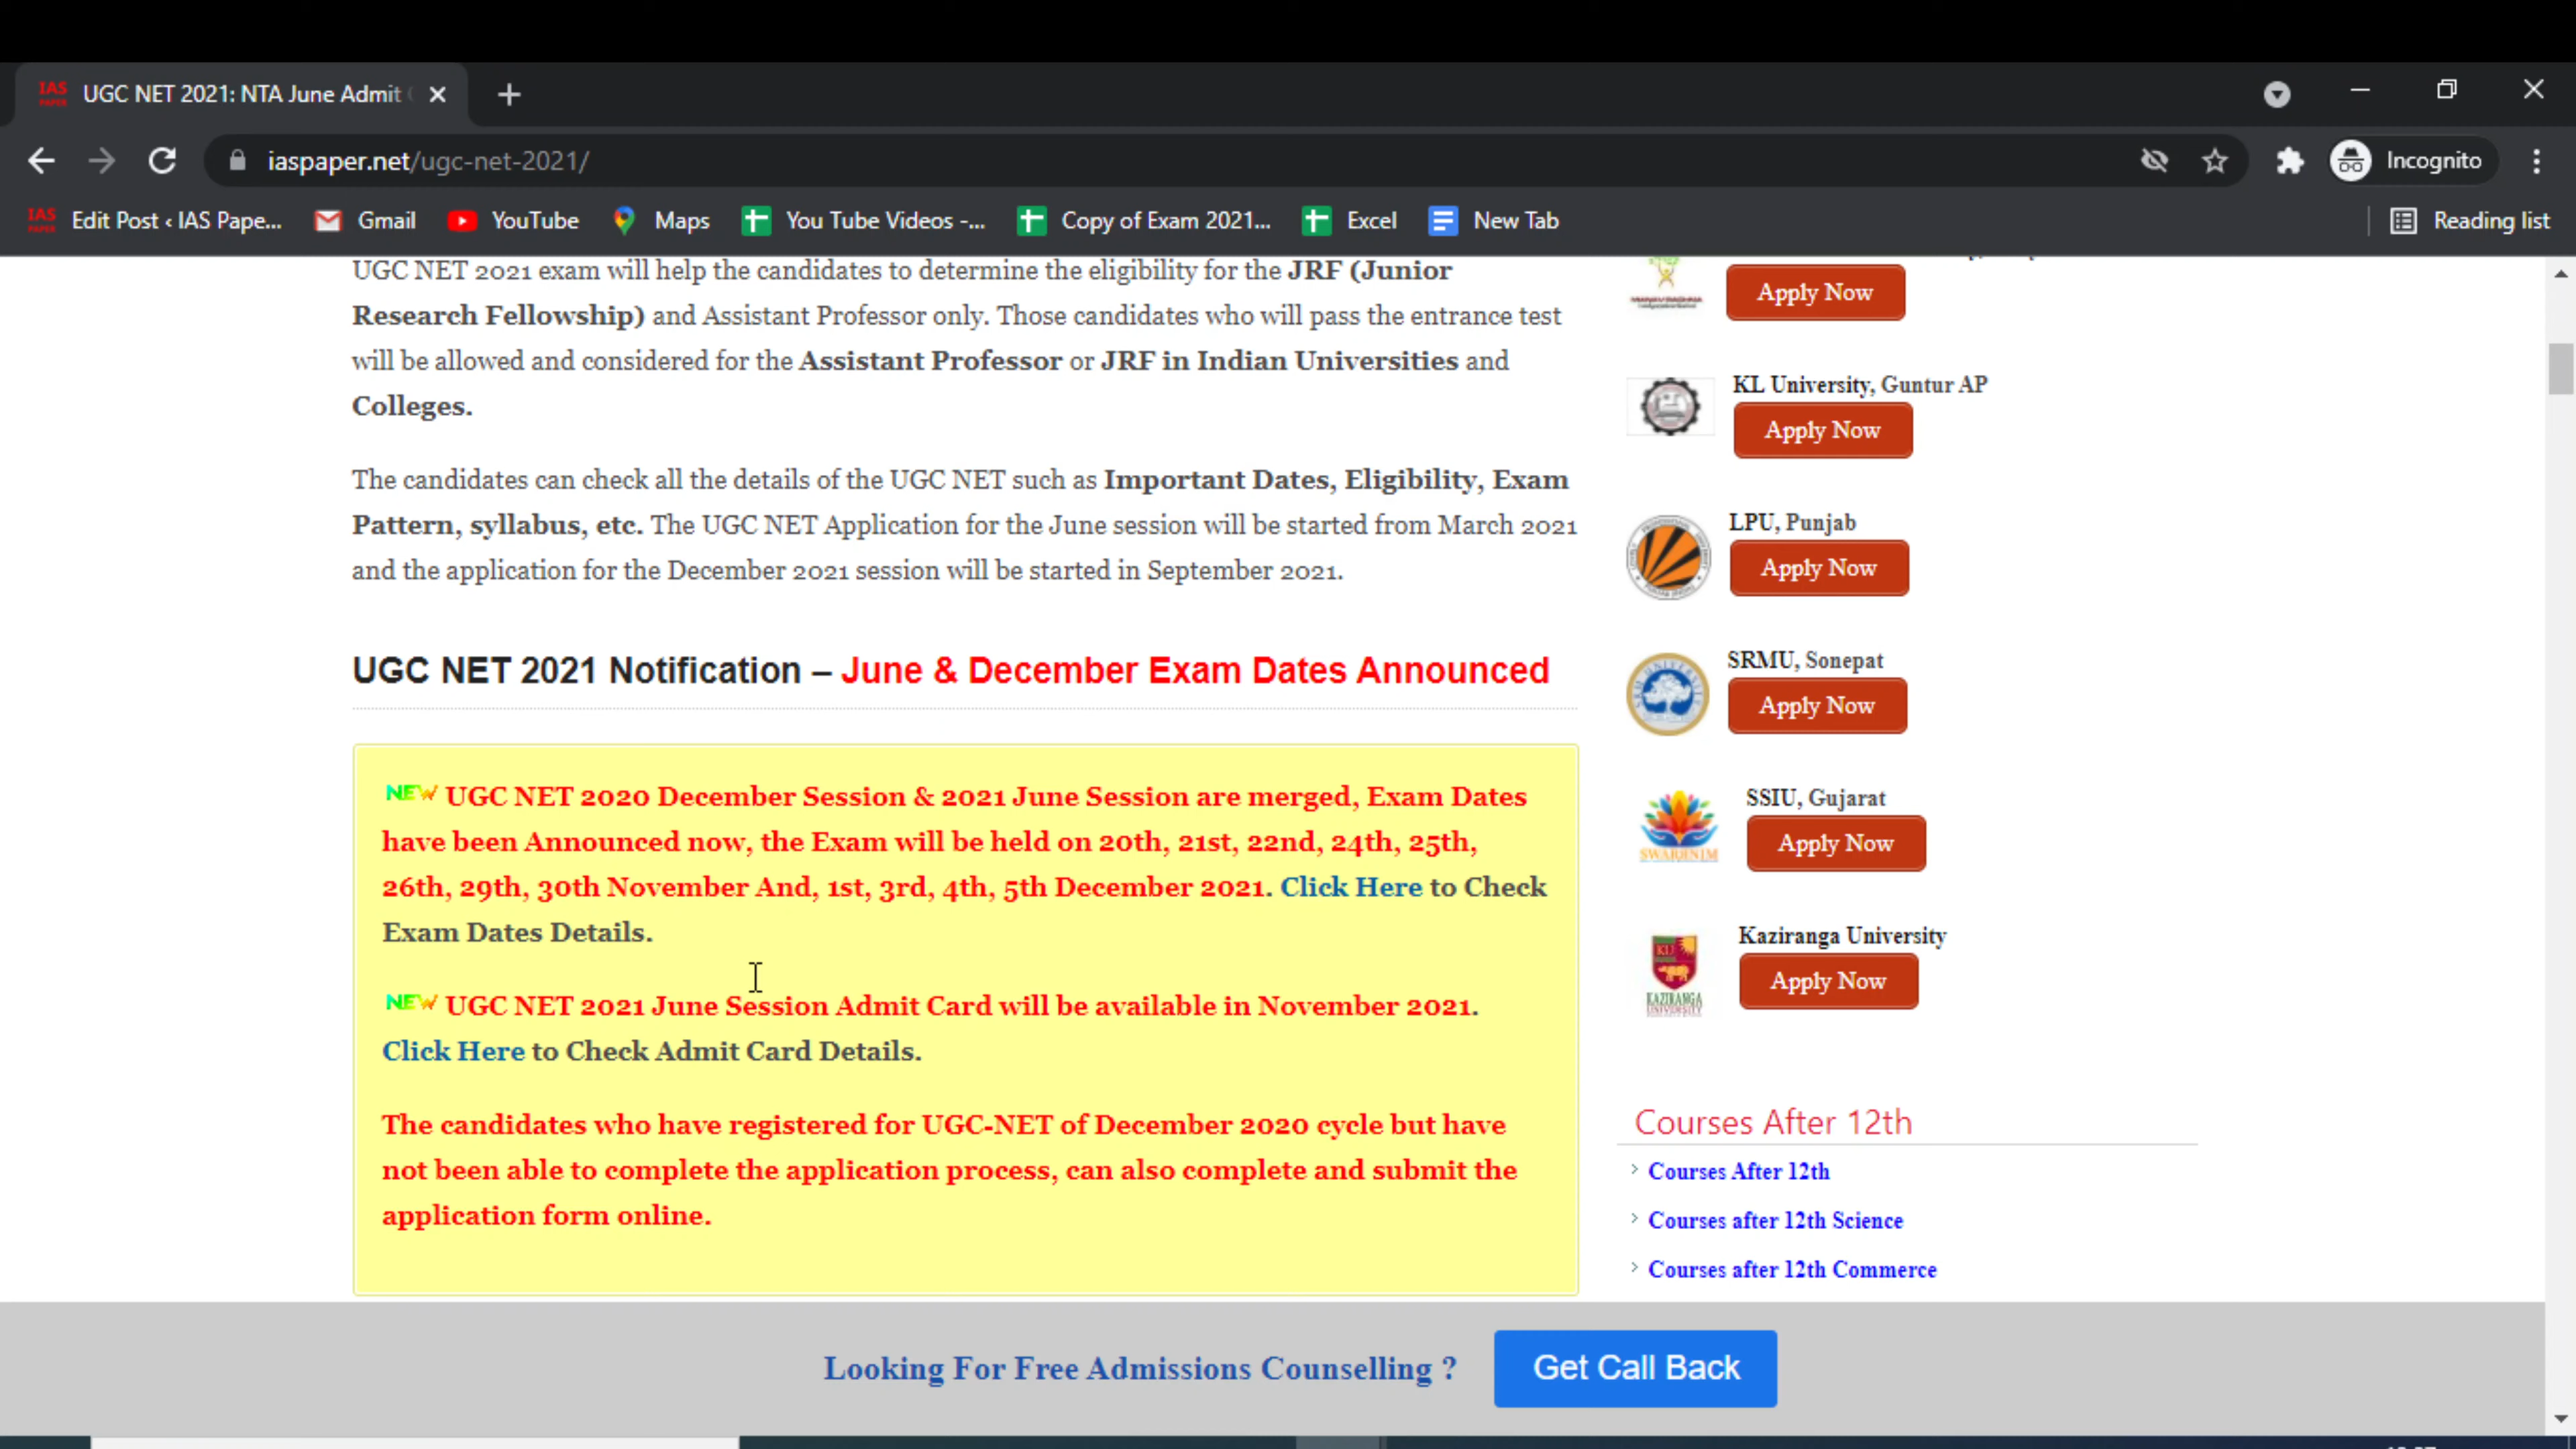 IAS PAPER UGC NET 2021: NTA June Admit
iaspaper.net/ugc-net-2021/
Incognito
IAS PAPER Edit Post ‹ IAS Pape...
Gmail
YouTube
Maps
You Tube Videos -...
Copy of Exam 2021...
Excel
New Tab
Reading list
UGC NET 2021 exam will help the candidates to determine the eligibility for the JRF (Junior
Research Fellowship) and Assistant Professor only. Those candidates who will pass the entrance test
will be allowed and considered for the Assistant Professor or JRF in Indian Universities and
Colleges.
The candidates can check all the details of the UGC NET such as Important Dates, Eligibility, Exam
Pattern, syllabus, etc. The UGC NET Application for the June session will be started from March 2021
and the application for the December 2021 session will be started in September 2021.
UGC NET 2021 Notification – June & December Exam Dates Announced
NEW UGC NET 2020 December Session & 2021 June Session are merged, Exam Dates
have been Announced now, the Exam will be held on 20th, 21st, 22nd, 24th, 25th,
26th, 29th, 30th November And, 1st, 3rd, 4th, 5th December 2021. Click Here to Check
Exam Dates Details.
NEW UGC NET 2021 June Session Admit Card will be available in November 2021.
Click Here to Check Admit Card Details.
The candidates who have registered for UGC-NET of December 2020 cycle but have
not been able to complete the application process, can also complete and submit the
application form online.
Apply Now
KL University, Guntur AP
Apply Now
LPU, Punjab
Apply Now
SRMU, Sonepat
Apply Now
SSIU, Gujarat
SWARRNIM
Apply Now
Kaziranga University
KU
KAZIRANGA
UNIVERSITY
Apply Now
Courses After 12th
Courses After 12th
Courses after 12th Science
Courses after 12th Commerce
Looking For Free Admissions Counselling ?
Get Call Back